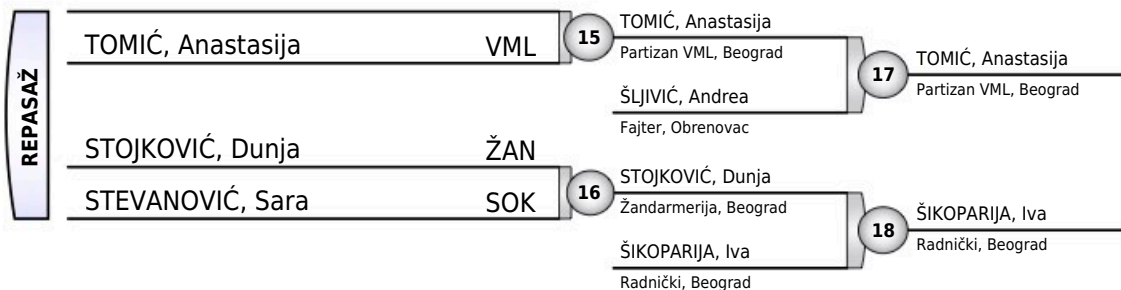 REPASAŽ
TOMIĆ, Anastasija VML
STOJKOVIĆ, Dunja ŽAN
STEVANOVIĆ, Sara SOK
15
TOMIĆ, Anastasija
Partizan VML, Beograd
ŠLJIVIĆ, Andrea
Fajter, Obrenovac
16
STOJKOVIĆ, Dunja
Žandarmerija, Beograd
ŠIKOPARIJA, Iva
Radnički, Beograd
17
TOMIĆ, Anastasija
Partizan VML, Beograd
18
ŠIKOPARIJA, Iva
Radnički, Beograd